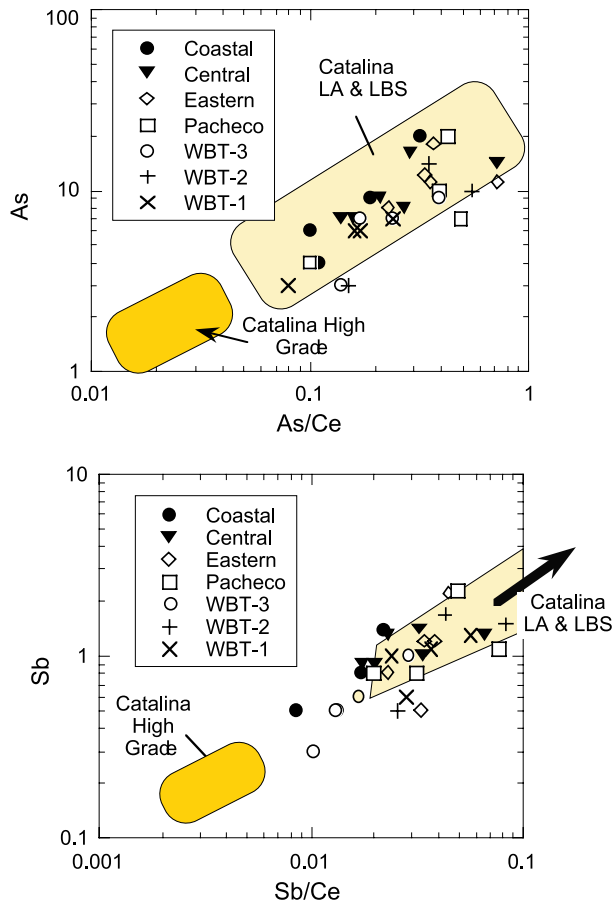 100
Coastal
Central
Eastern
Pacheco
WBT-3
WBT-2
WBT-1
Catalina
LA & LBS
As
10
Catalina High
Grade
1
0.01
0.1
1
As/Ce
10
Coastal
Central
Eastern
Pacheco
WBT-3
WBT-2
WBT-1
Catalina
LA & LBS
Sb
1
Catalina
High
Grade
0.1
0.001
0.01
0.1
Sb/Ce